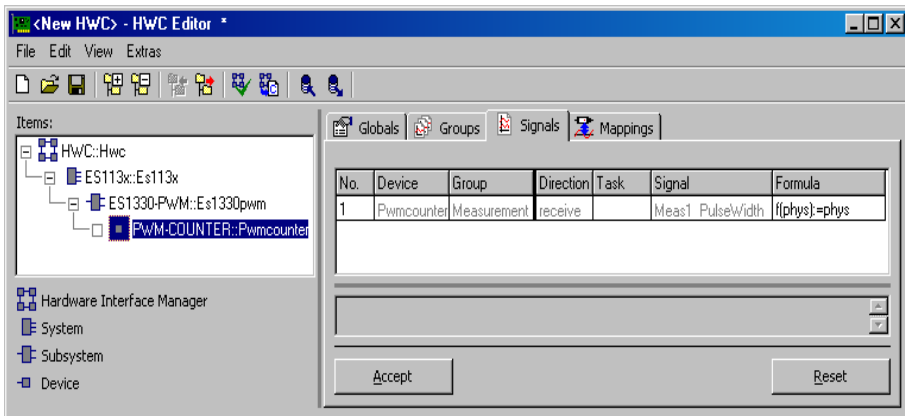 <New HWC> - HWC Editor *
File Edit View Extras
Items:
HWC::Hwc
ES113x::Es113x
ES1330-PWM::Es1330pwm
PWM-COUNTER::Pwmcounter
Hardware Interface Manager
System
Subsystem
Device
Globals Groups Signals Mappings
No. Device Group Direction Task Signal Formula
1 Pwmcounter Measurement receive Meas1_PulseWidth f(phys):=phys
Accept Reset